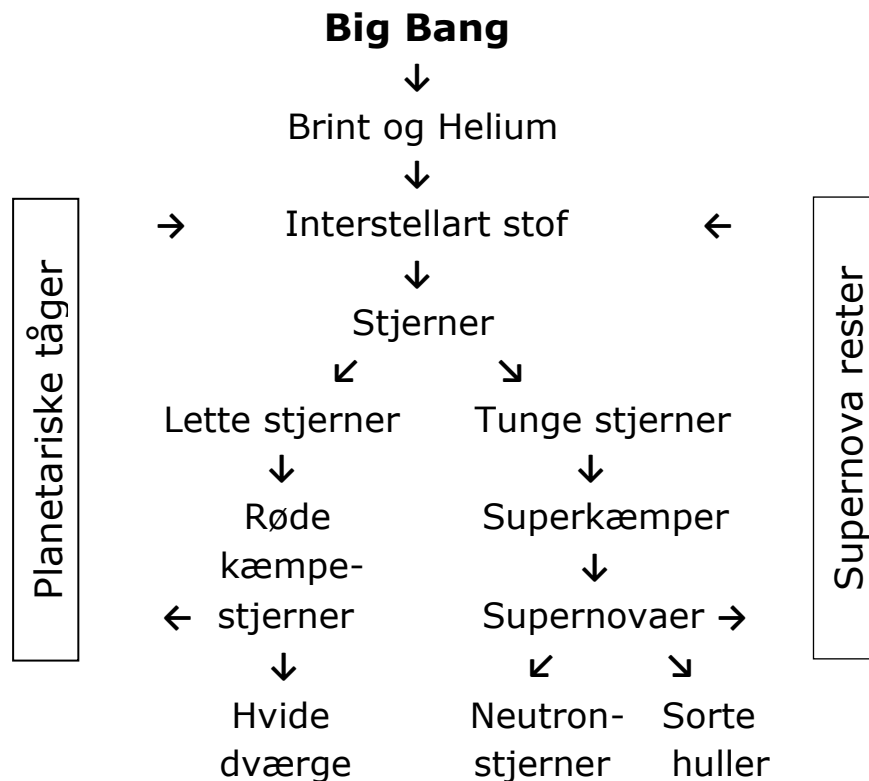 Big Bang
↓
Brint og Helium
↓
→ Interstellart stof ←
↓
Stjerner
↙ ↘
Lette stjerner Tunge stjerner
↓ ↓
Røde Superkæmper
kæmpe- ↓
← stjerner Supernovaer →
↓ ↙ ↘
Hvide Neutron- Sorte
dværge stjerner huller
Planetariske tåger
Supernova rester